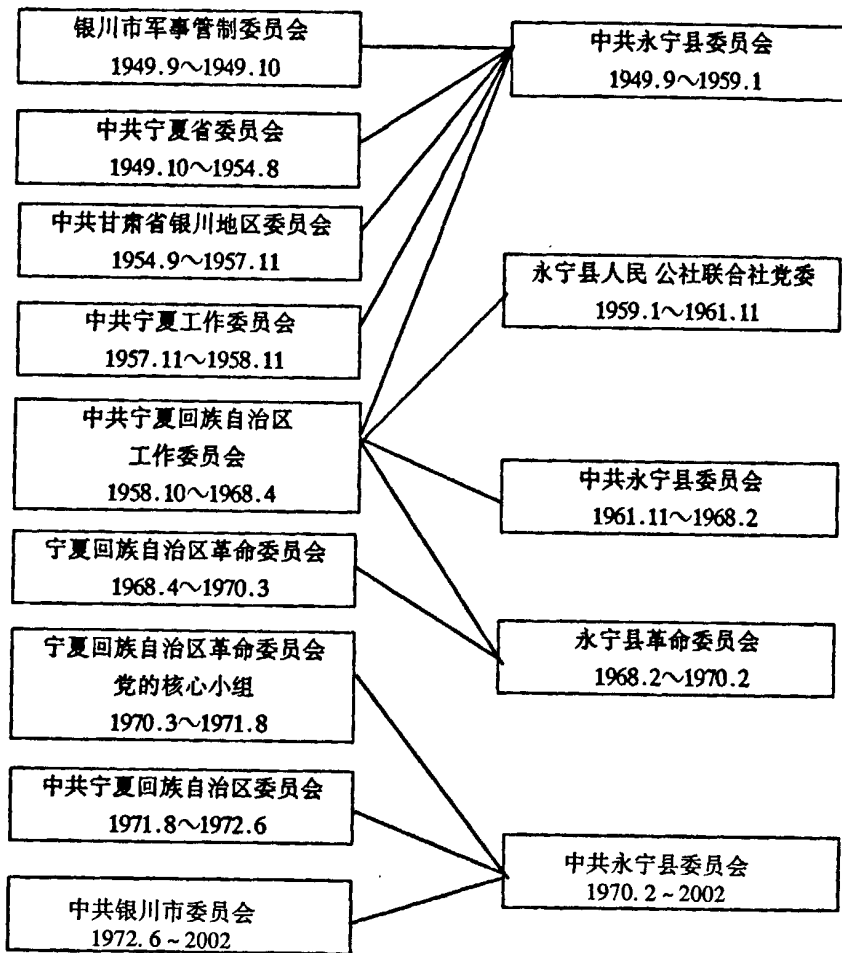 银川市军事管制委员会
1949.9～1949.10
中共宁夏省委员会
1949.10～1954.8
中共甘肃省银川地区委员会
1954.9～1957.11
中共宁夏工作委员会
1957.11～1958.11
中共宁夏回族自治区
工作委员会
1958.10～1968.4
宁夏回族自治区革命委员会
1968.4～1970.3
宁夏回族自治区革命委员会
党的核心小组
1970.3～1971.8
中共宁夏回族自治区委员会
1971.8～1972.6
中共银川市委员会
1972.6~2002
中共永宁县委员会
1949.9～1959.1
永宁县人民 公社联合社党委
1959.1～1961.11
中共永宁县委员会
1961.11～1968.2
永宁县革命委员会
1968.2～1970.2
中共永宁县委员会
1970.2~2002